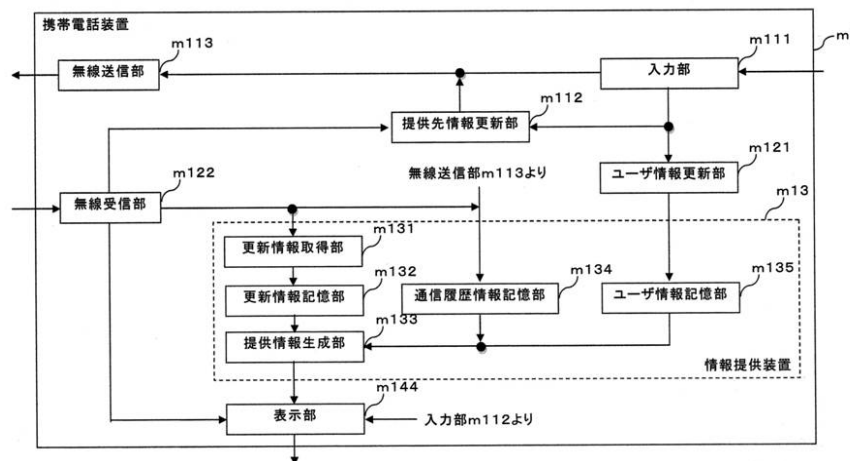 携帯電話装置
m113
無線送信部
m111
入力部
m
m112
提供先情報更新部
m122
無線受信部
無線送信部m113より
m121
ユーザ情報更新部
m13
m131
更新情報取得部
m132
更新情報記憶部
m134
通信履歴情報記憶部
m135
ユーザ情報記憶部
m133
提供情報生成部
情報提供装置
m144
表示部
入力部m112より